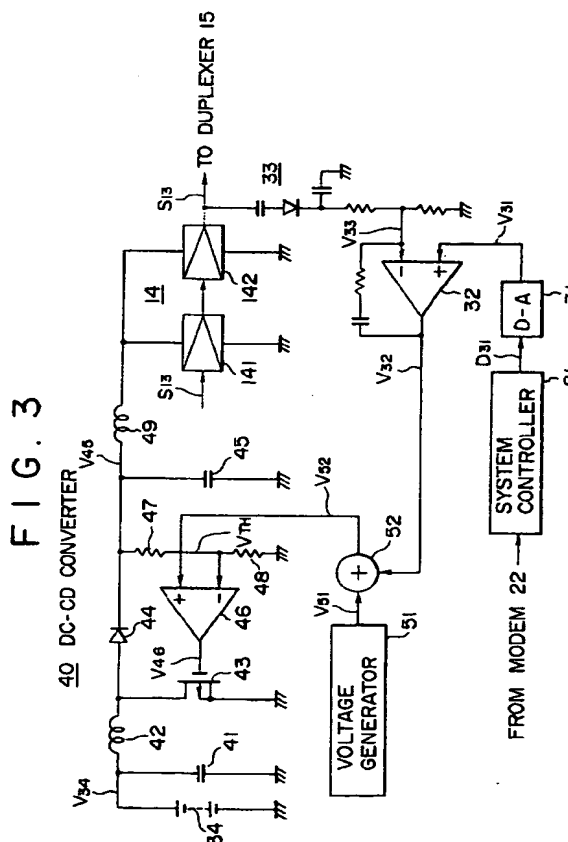 FIG. 3
40 DC-CD CONVERTER
V34
34
41
42
43
44
V46
46
47
48
VTH
V45
45
49
S13
141
14
142
S13
TO DUPLEXER 15
33
V33
32
V32
V31
V52
52
V51
VOLTAGE GENERATOR
51
D-A
D31
SYSTEM CONTROLLER
FROM MODEM 22
+
-
+
-
+